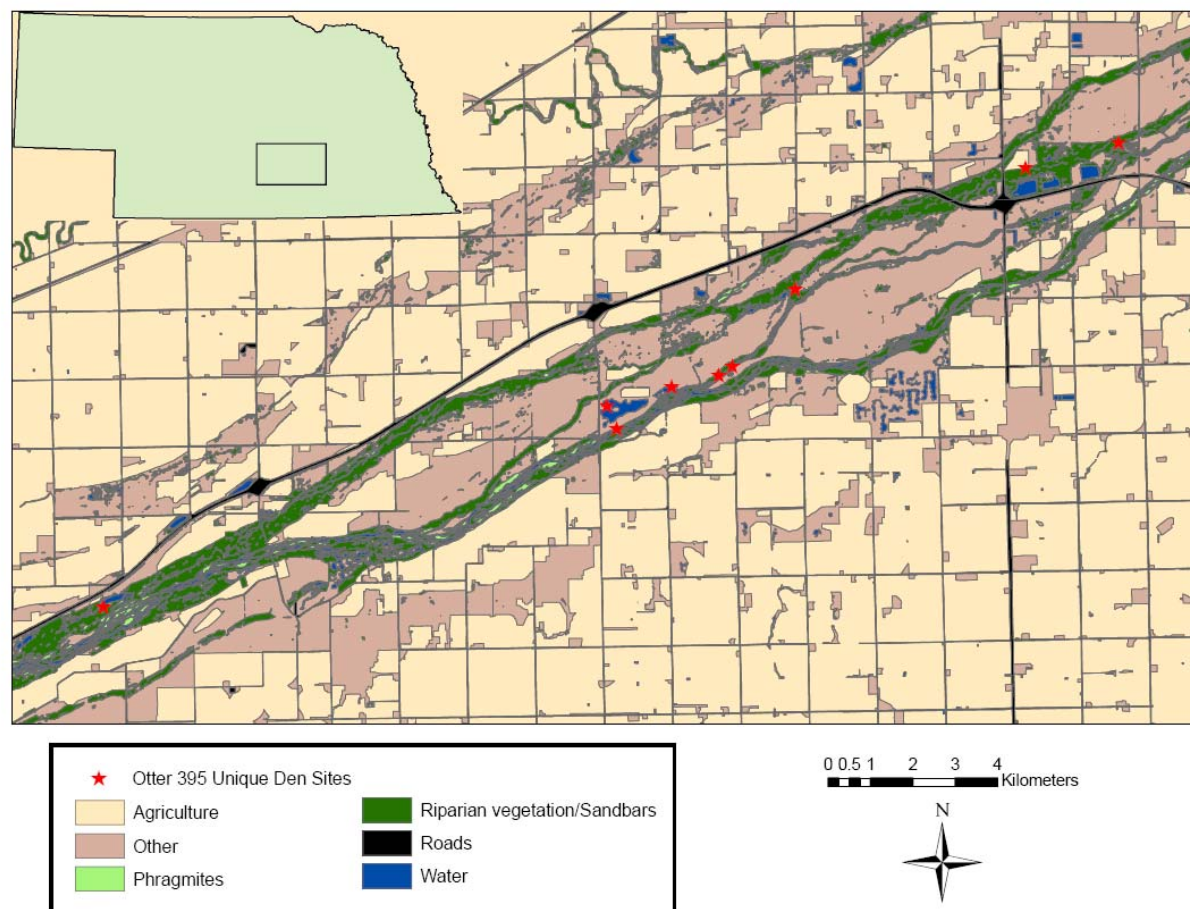 Otter 395 Unique Den Sites
Agriculture
Other
Phragmites
Riparian vegetation/Sandbars
Roads
Water
0 0.5 1 2 3 4
Kilometers
N